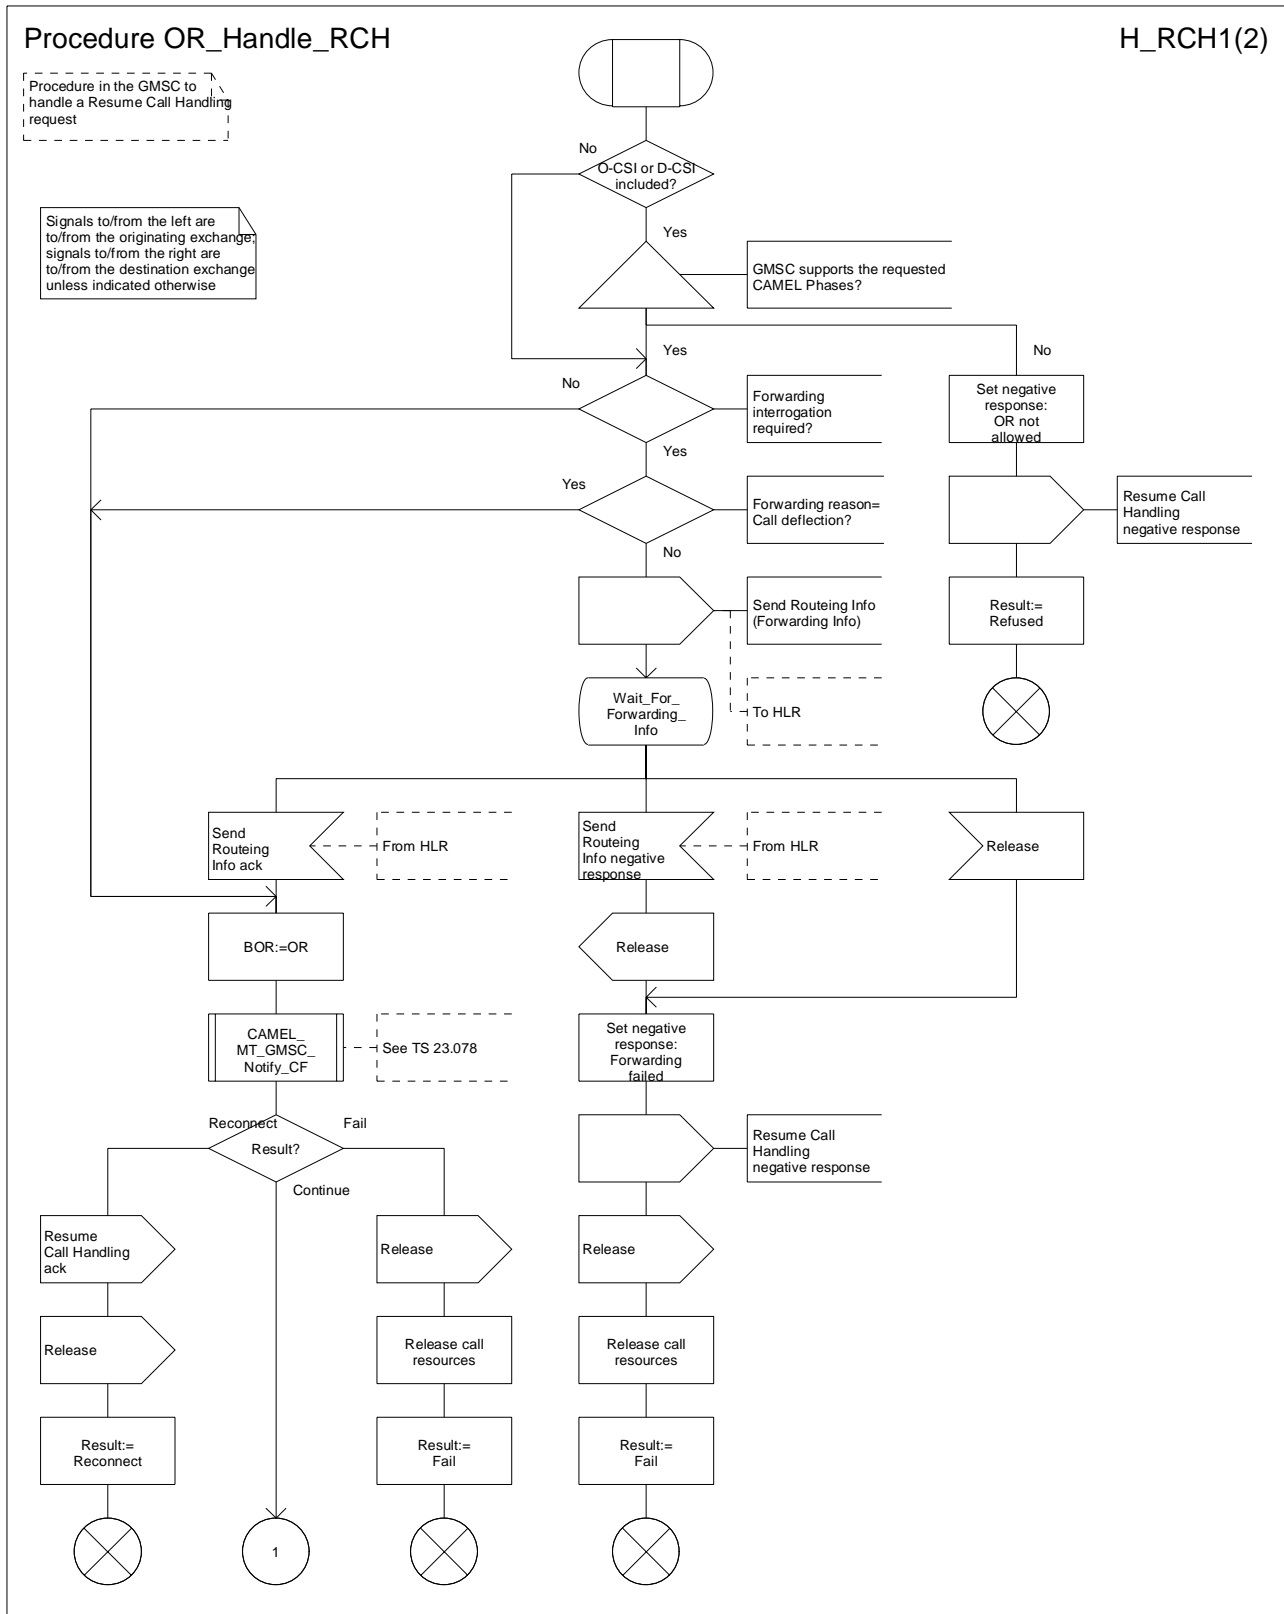 Procedure OR_Handle_RCH
H_RCH1(2)
Procedure in the GMSC to
handle a Resume Call Handling
request
Signals to/from the left are
to/from the originating exchange;
signals to/from the right are
to/from the destination exchange
unless indicated otherwise
No
O-CSI or D-CSI
included?
Yes
GMSC supports the requested
CAMEL Phases?
Yes
No
No
Forwarding
interrogation
required?
Set negative
response:
OR not
allowed
Yes
Yes
Forwarding reason=
Call deflection?
Resume Call
Handling
negative response
No
Send Routeing Info
(Forwarding Info)
Result:=
Refused
Wait_For_
Forwarding_
Info
To HLR
Send
Routeing
Info ack
From HLR
Send
Routeing
Info negative
response
From HLR
Release
BOR:=OR
Release
CAMEL_
MT_GMSC_
Notify_CF
See TS 23.078
Set negative
response:
Forwarding
failed
Reconnect
Fail
Result?
Continue
Resume Call
Handling
negative response
Resume
Call Handling
ack
Release
Release
Release
Release call
resources
Release call
resources
Result:=
Reconnect
Result:=
Fail
Result:=
Fail
1